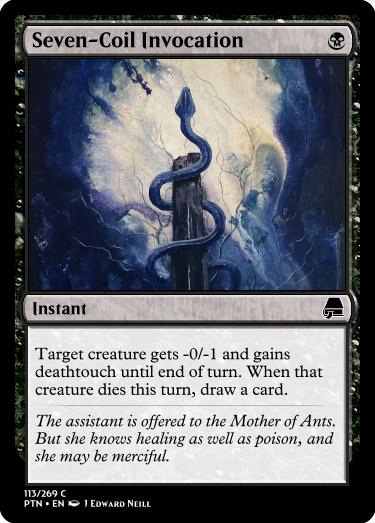 Seven-Coil Invocation
Instant
Target creature gets -0/-1 and gains
deathtouch until end of turn. When that
creature dies this turn, draw a card.
The assistant is offered to the Mother of Ants.
But she knows healing as well as poison, and
she may be merciful.
113/269 C
PTN • EN J Edward Neill